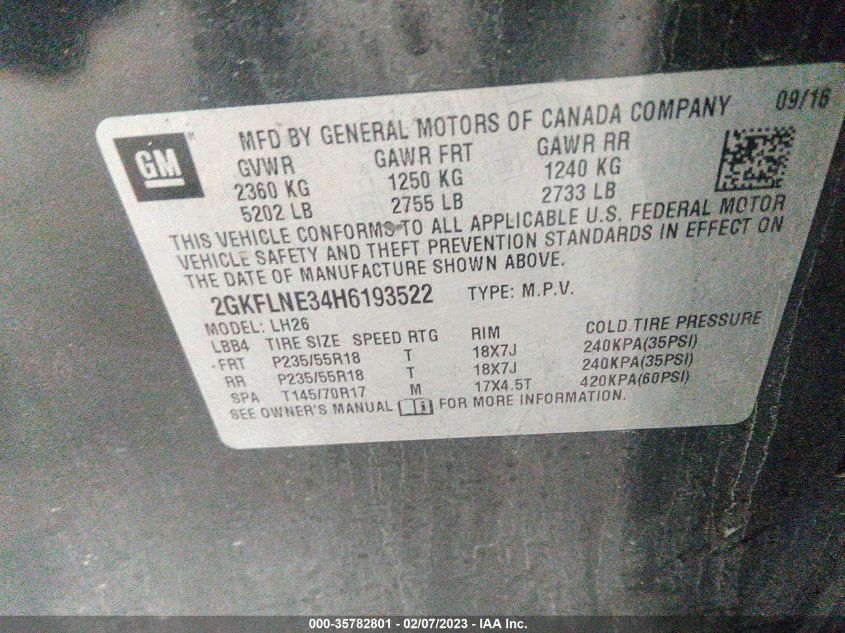 GM
MFD BY GENERAL MOTORS OF CANADA COMPANY 09/16
GVWR GAWR FRT GAWR RR
2360 KG 1250 KG 1240 KG
5202 LB 2755 LB 2733 LB
THIS VEHICLE CONFORMS TO ALL APPLICABLE U.S. FEDERAL MOTOR
VEHICLE SAFETY AND THEFT PREVENTION STANDARDS IN EFFECT ON
THE DATE OF MANUFACTURE SHOWN ABOVE.
2GKFLNE34H6193522 TYPE: M.P.V.
MODEL: LH26
LBB4 TIRE SIZE SPEED RTG RIM COLD TIRE PRESSURE
FRT P235/55R18 T 18X7J 240KPA(35PSI)
RR P235/55R18 T 18X7J 240KPA(35PSI)
SPA T145/70R17 M 17X4.5T 420KPA(60PSI)
SEE OWNER'S MANUAL FOR MORE INFORMATION.
000-35782801 - 02/07/2023 - IAA Inc.